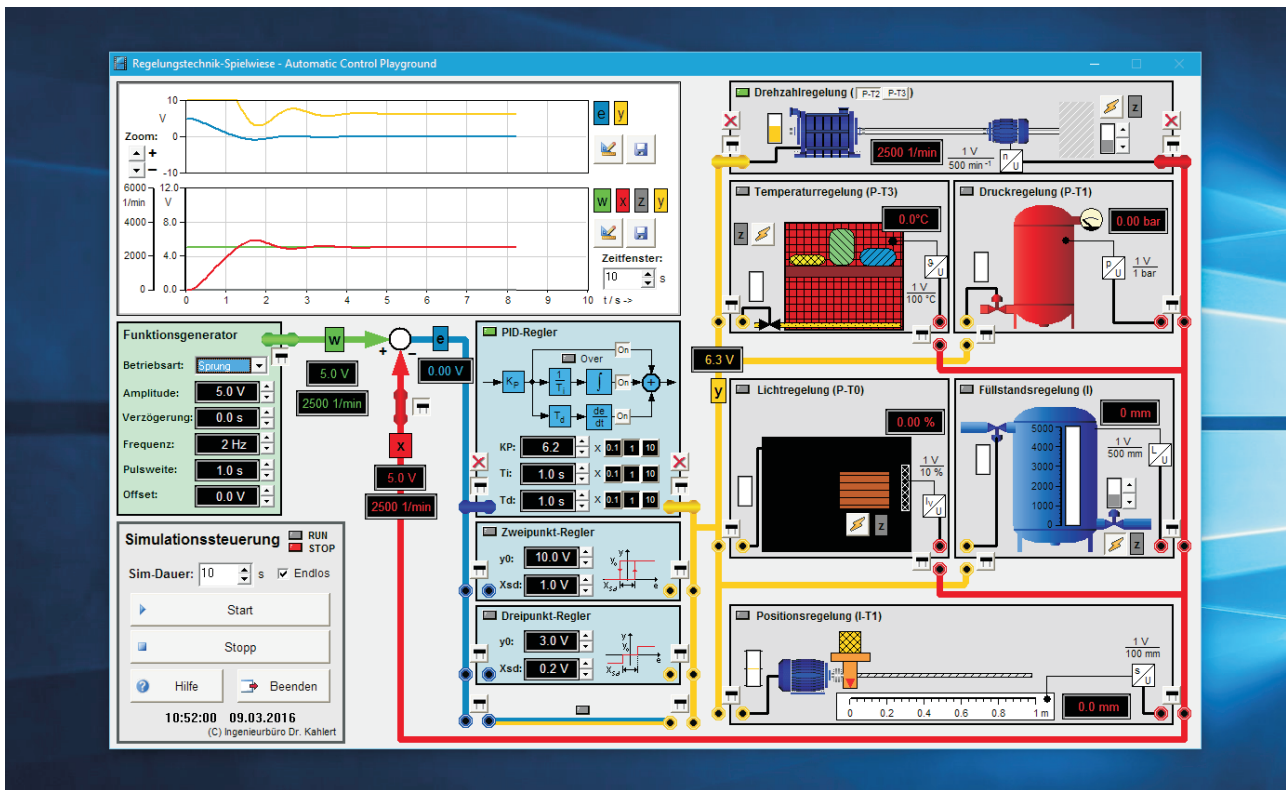 Regelungstechnik-Spielwiese - Automatic Control Playground
10
V
0
-10
Zoom:
+
−
e y
6000
1/min
4000
2000
0
12.0
V
8.0
4.0
0.0
0 1 2 3 4 5 6 7 8 9 10 t / s ->
w x z y
Zeitfenster:
10 s
Funktionsgenerator
Betriebsart: Sprung
Amplitude: 5.0 V
Verzögerung: 0.0 s
Frequenz: 2 Hz
Pulsweite: 1.0 s
Offset: 0.0 V
w
5.0 V
2500 1/min
+ −
e
0.00 V
x
5.0 V
2500 1/min
Simulationssteuerung
RUN
STOP
Sim-Dauer: 10 s Endlos
Start
Stopp
Hilfe
Beenden
10:52:00 09.03.2016
(C) Ingenieurbüro Dr. Kahlert
PID-Regler
Over
On
KP
1
Ti
∫
On
+
Td
de
dt
On
KP: 6.2 X 0.1 1 10
Ti: 1.0 s X 0.1 1 10
Td: 1.0 s X 0.1 1 10
Zweipunkt-Regler
y0: 10.0 V
Xsd: 1.0 V
y
yo
Xsd
e
Dreipunkt-Regler
y0: 3.0 V
Xsd: 0.2 V
y
yo
Xsd
e
6.3 V
y
Drehzahlregelung ( P-T2 P-T3 )
2500 1/min
1 V
500 min-1
n
U
z
Temperaturregelung (P-T3)
0.0°C
z
ϑ
U
1 V
100 °C
Druckregelung (P-T1)
0.00 bar
p
U
1 V
1 bar
Lichtregelung (P-T0)
0.00 %
1 V
10 %
Iv
U
z
Füllstandsregelung (I)
0 mm
5000
4000
3000
2000
1000
0
1 V
500 mm
L
U
z
Positionsregelung (I-T1)
1 V
100 mm
s
U
0 0.2 0.4 0.6 0.8 1 m
0.0 mm